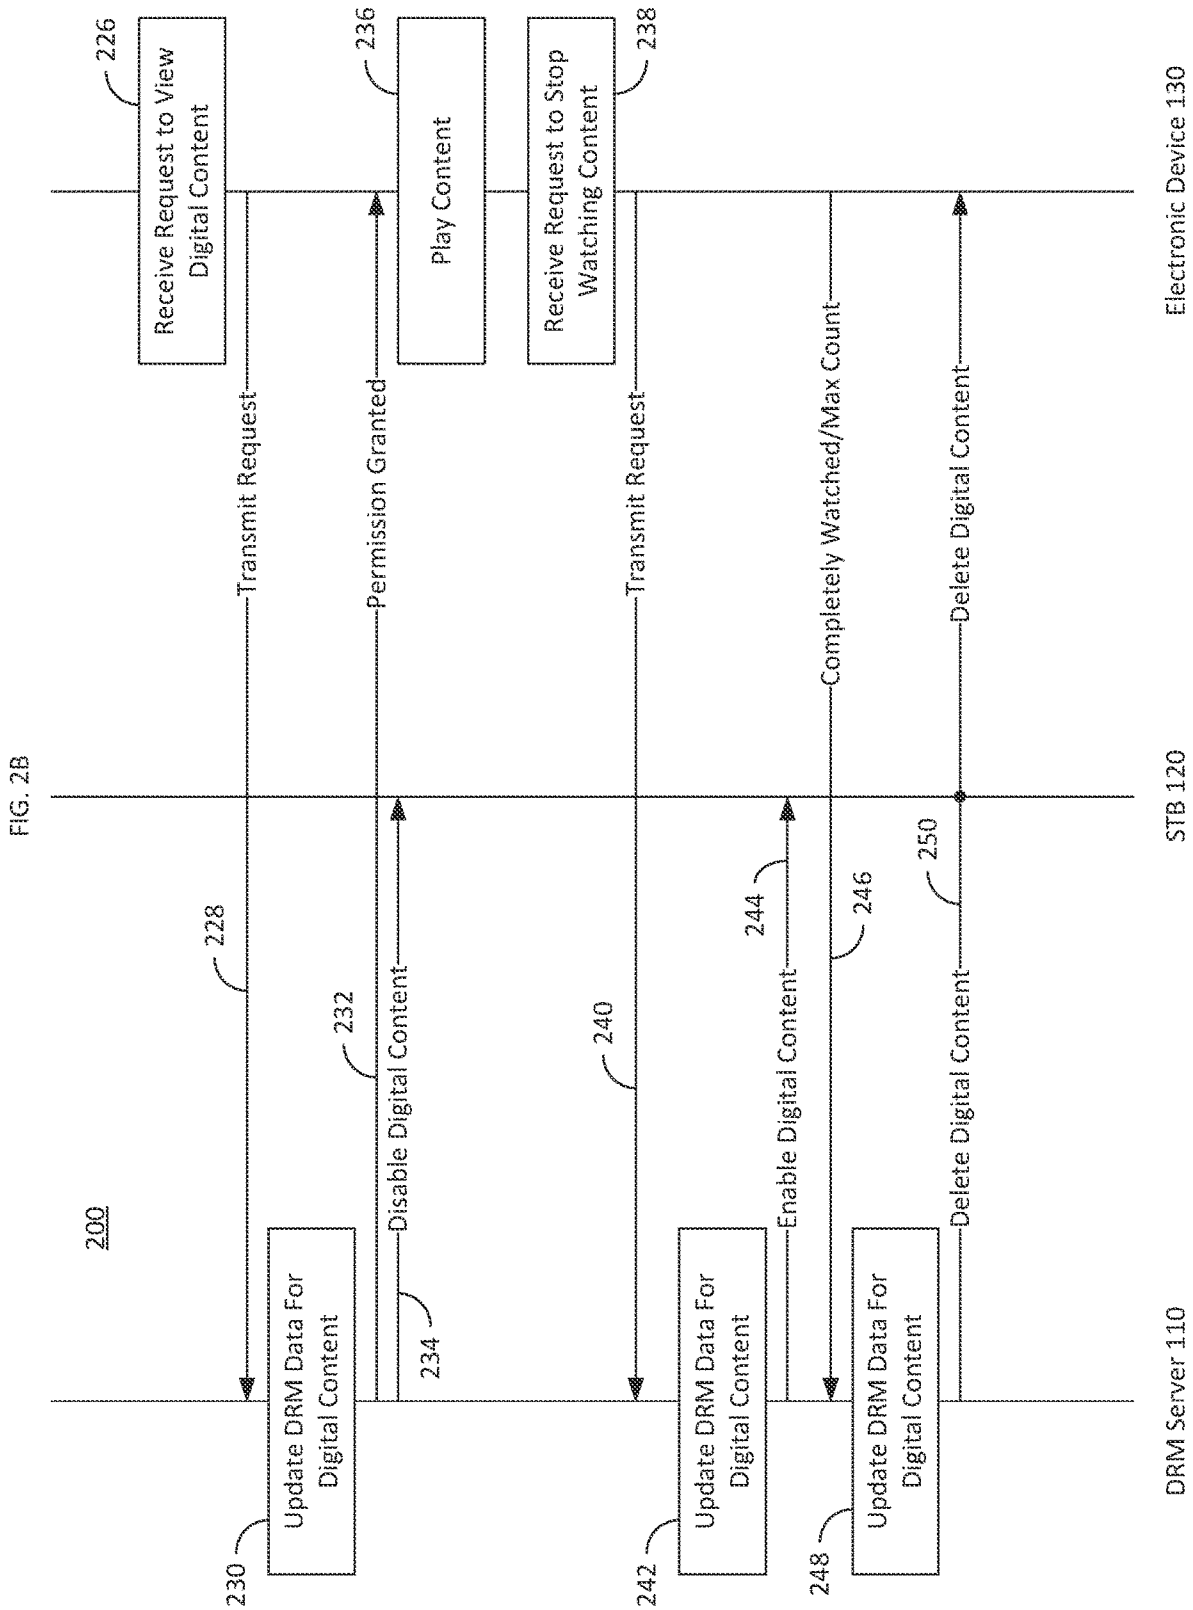 FIG. 2B
200
226
Receive Request to View
Digital Content
Transmit Request
228
230
Update DRM Data For
Digital Content
232
Permission Granted
234
Disable Digital Content
236
Play Content
238
Receive Request to Stop
Watching Content
Transmit Request
240
242
Update DRM Data For
Digital Content
244
Enable Digital Content
Completely Watched/Max Count
246
248
Update DRM Data For
Digital Content
250
Delete Digital Content
Delete Digital Content
DRM Server 110
STB 120
Electronic Device 130